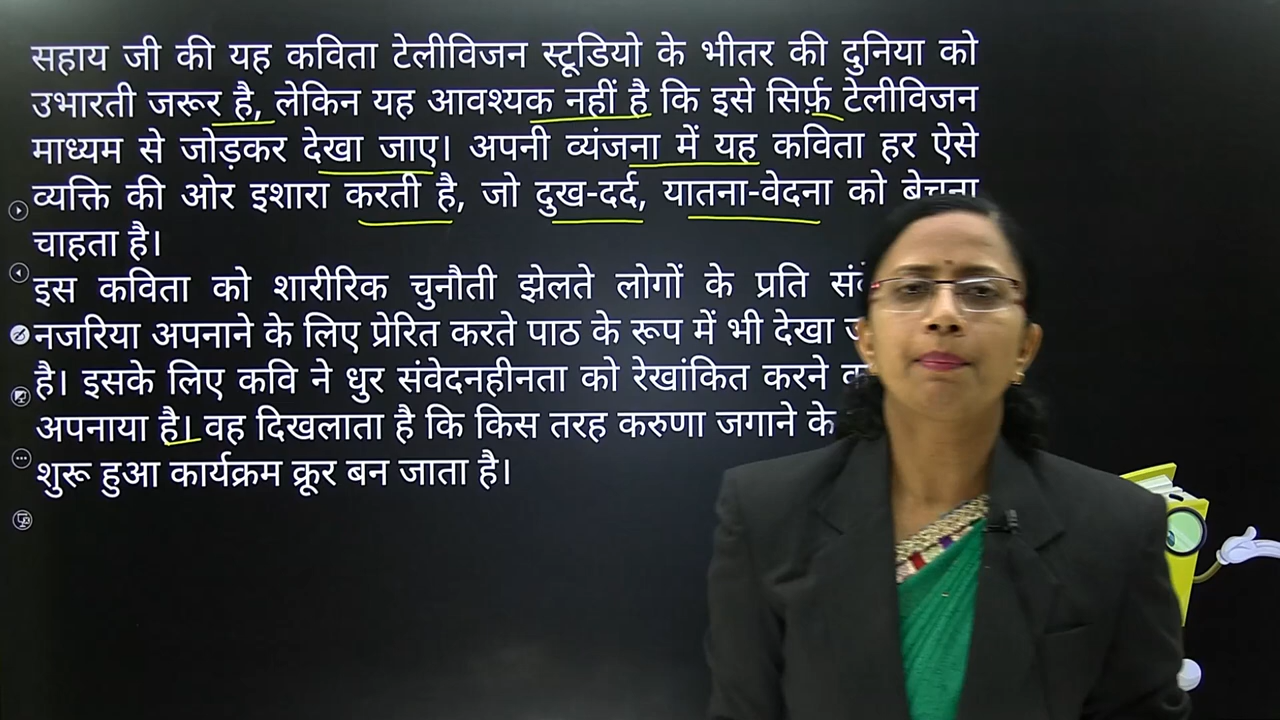 सहाय जी की यह कविता टेलीविजन स्टूडियो के भीतर की दुनिया को
उभारती जरूर है, लेकिन यह आवश्यक नहीं है कि इसे सिर्फ़ टेलीविजन
माध्यम से जोड़कर देखा जाए। अपनी व्यंजना में यह कविता हर ऐसे
व्यक्ति की ओर इशारा करती है, जो दुख-दर्द, यातना-वेदना को बेचना
चाहता है।
इस कविता को शारीरिक चुनौती झेलते लोगों के प्रति
नजरिया अपनाने के लिए प्रेरित करते पाठ के रूप में भी देखा
है। इसके लिए कवि ने धुर संवेदनहीनता को रेखांकित करने
अपनाया है। वह दिखलाता है कि किस तरह करुणा जगाने के
शुरू हुआ कार्यक्रम क्रूर बन जाता है।